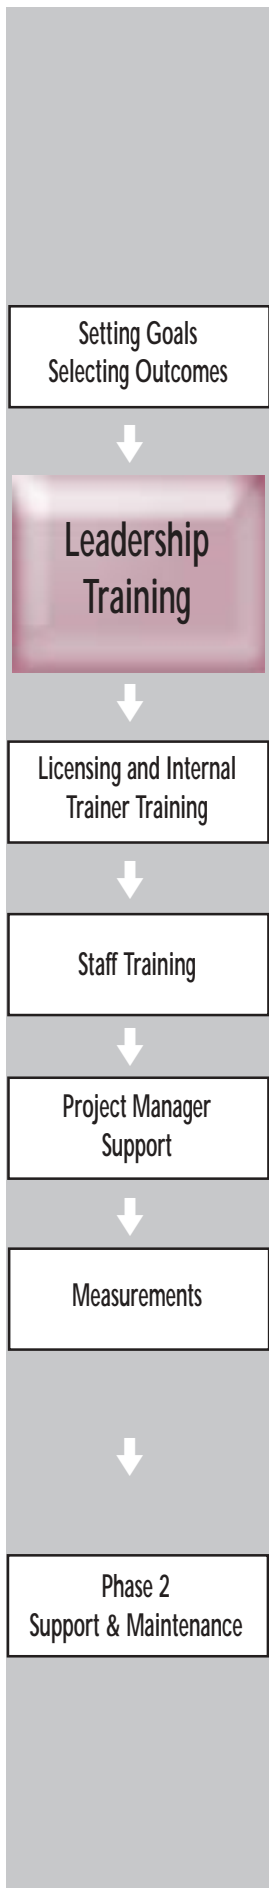 Setting Goals
Selecting Outcomes
Leadership
Training
Licensing and Internal
Trainer Training
Staff Training
Project Manager
Support
Measurements
Phase 2
Support & Maintenance